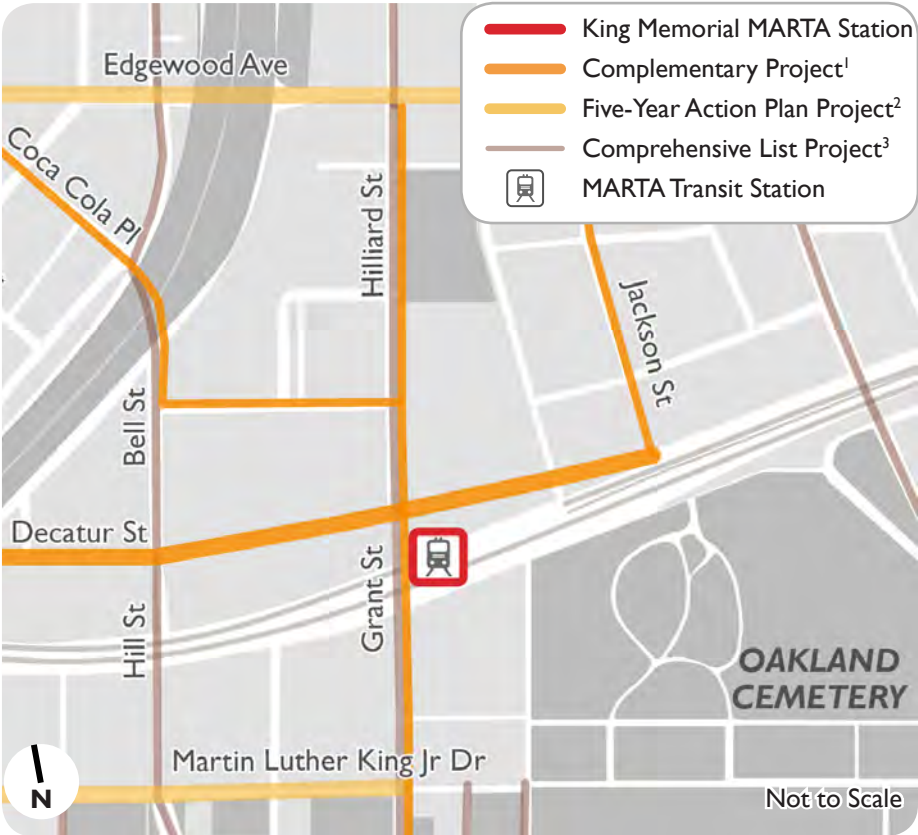 King Memorial MARTA Station
Complementary Project¹
Five-Year Action Plan Project²
Comprehensive List Project³
MARTA Transit Station
Edgewood Ave
Coca Cola Pl
Hilliard St
Jackson St
Bell St
Decatur St
Grant St
Hill St
OAKLAND
CEMETERY
Martin Luther King Jr Dr
N
Not to Scale